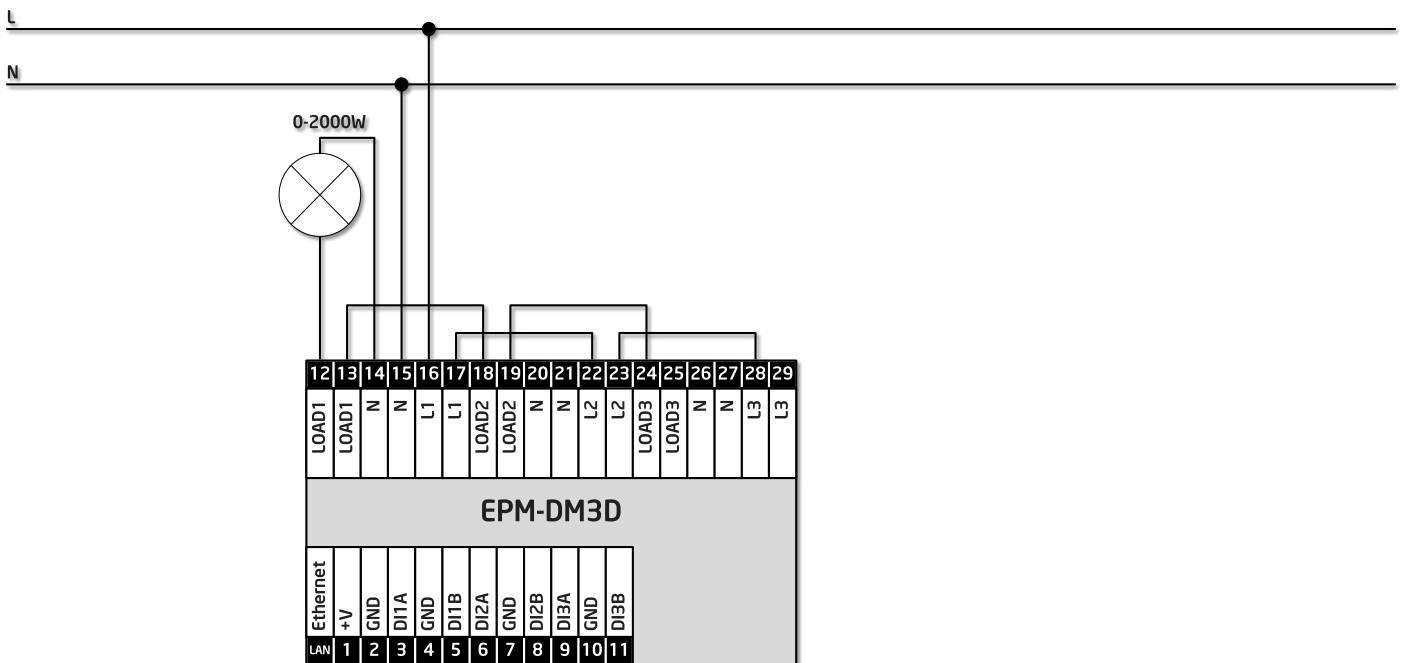 L
N
0-2000W
12 13 14 15 16 17 18 19 20 21 22 23 24 25 26 27 28 29
LOAD1 LOAD1 N N L1 L1 LOAD2 LOAD2 N N L2 L2 LOAD3 LOAD3 N N L3 L3
EPM-DM3D
Ethernet +V GND DI1A GND DI1B DI2A GND DI2B DI3A GND DI3B
LAN 1 2 3 4 5 6 7 8 9 10 11